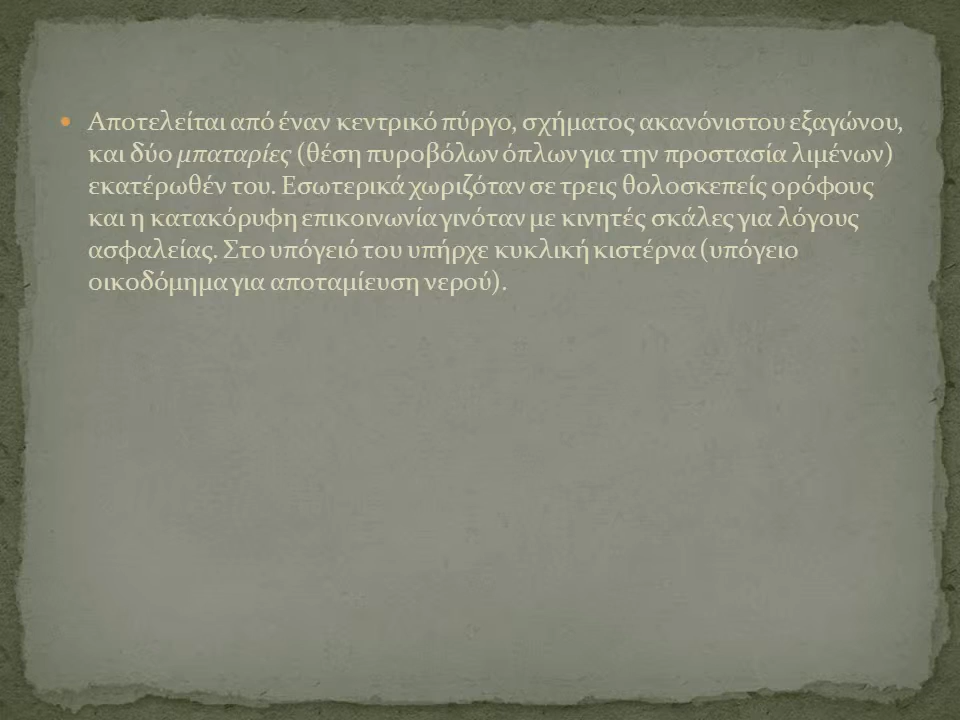 • Αποτελείται από έναν κεντρικό πύργο, σχήματος ακανόνιστου εξαγώνου,
και δύο μπαταρίες (θέση πυροβόλων όπλων για την προστασία λιμένων)
εκατέρωθέν του. Εσωτερικά χωριζόταν σε τρεις θολοσκεπείς ορόφους
και η κατακόρυφη επικοινωνία γινόταν με κινητές σκάλες για λόγους
ασφαλείας. Στο υπόγειό του υπήρχε κυκλική κιστέρνα (υπόγειο
οικοδόμημα για αποταμίευση νερού).